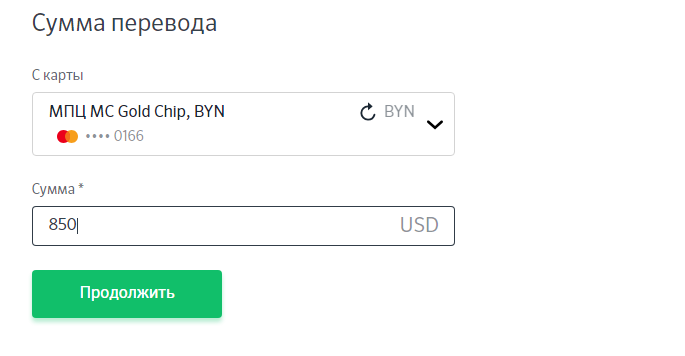 Сумма перевода
С карты
МПЦ MC Gold Chip, BYN
BYN
•••• 0166
Сумма *
850
USD
Продолжить